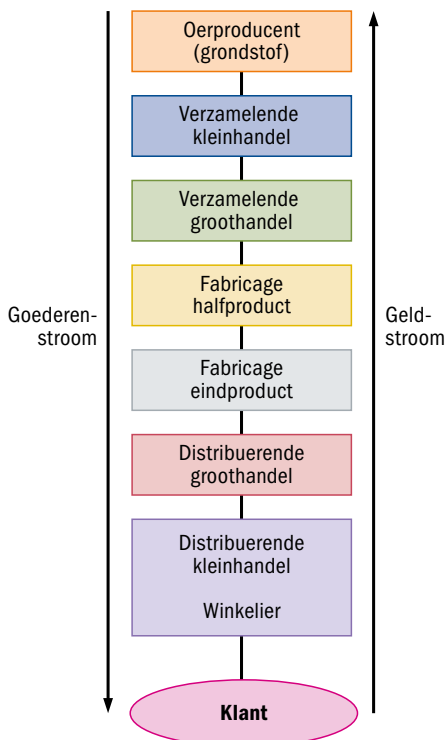 Oerproducent
(grondstof)
Verzamelende
kleinhandel
Verzamelende
groothandel
Fabricage
halfproduct
Goederen-
stroom
Geld-
stroom
Fabricage
eindproduct
Distribuerende
groothandel
Distribuerende
kleinhandel
Winkelier
Klant